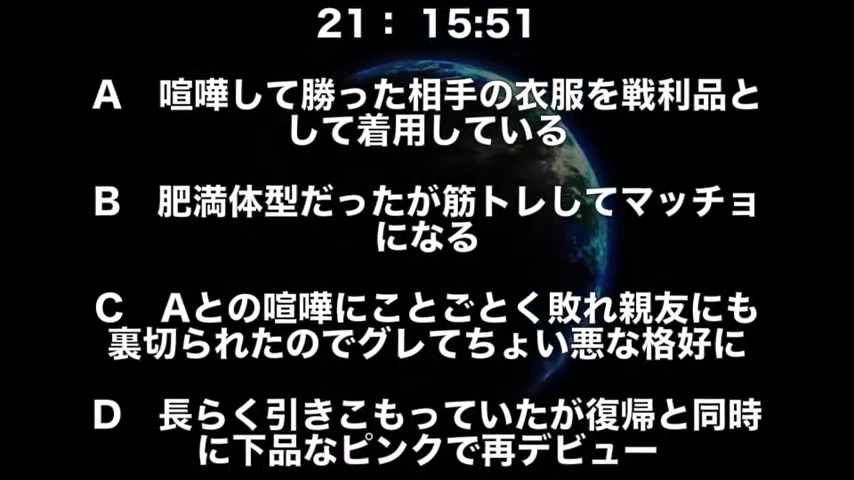 21： 15:51
A　喧嘩して勝った相手の衣服を戦利品と
して着用している
B　肥満体型だったが筋トレしてマッチョ
になる
C　Aとの喧嘩にことごとく敗れ親友にも
裏切られたのでグレてちょい悪な格好に
D　長らく引きこもっていたが復帰と同時
に下品なピンクで再デビュー